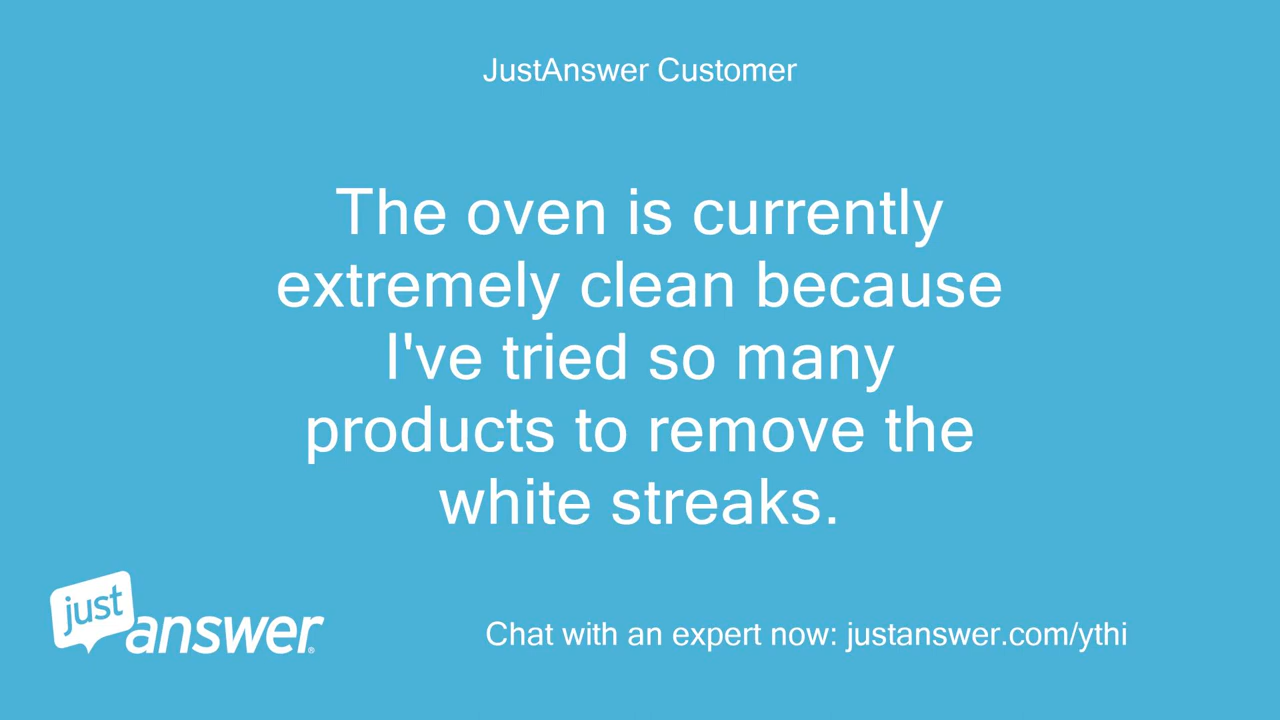 JustAnswer Customer
The oven is currently
extremely clean because
I've tried so many
products to remove the
white streaks.
just
answer®
Chat with an expert now: justanswer.com/ythi